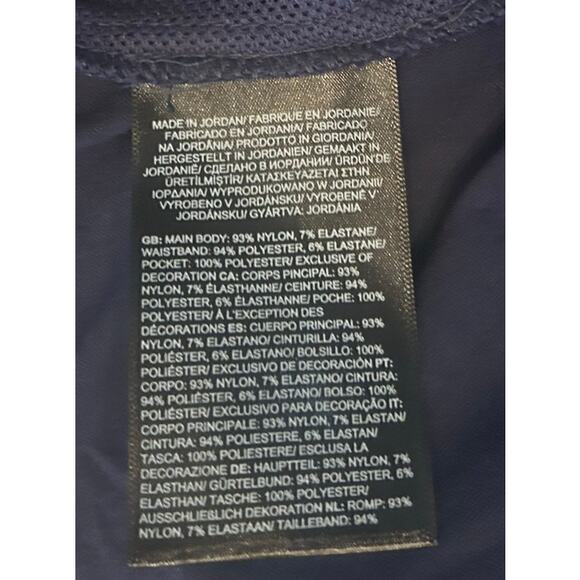 MADE IN JORDAN/ FABRIQUE EN JORDANIE/
FABRICADO EN JORDANIA/ FABRICADO
NA JORDÂNIA/ PRODOTTO IN GIORDANIA/
HERGESTELLT IN JORDANIEN/ GEMAAKT IN
JORDANIË/ СДЕЛАНО В ИОРДАНИИ/ ÜRDÜN'DE
ÜRETİLMİŞTİR/ ΚΑΤΑΣΚΕΥΑΖΕΤΑΙ ΣΤΗΝ
ΙΟΡΔΑΝΙΑ/ WYPRODUKOWANO W JORDANII/
VYROBENO V JORDÁNSKU/ VYROBENÉ V
JORDÁNSKU/ GYÁRTVA: JORDÁNIA
GB: MAIN BODY: 93% NYLON, 7% ELASTANE/
WAISTBAND: 94% POLYESTER, 6% ELASTANE/
POCKET: 100% POLYESTER/ EXCLUSIVE OF
DECORATION CA: CORPS PINCIPAL: 93%
NYLON, 7% ÉLASTHANNE/ CEINTURE: 94%
POLYESTER, 6% ÉLASTHANNE/ POCHE: 100%
POLYESTER/ À L'EXCEPTION DES
DÉCORATIONS ES: CUERPO PRINCIPAL: 93%
NYLON, 7% ELASTANO/ CINTURILLA: 94%
POLIÉSTER, 6% ELASTANO/ BOLSILLO: 100%
POLIÉSTER/ EXCLUSIVO DE DECORACIÓN PT:
CORPO: 93% NYLON, 7% ELASTANO/ CINTURA:
94% POLIÉSTER, 6% ELASTANO/ BOLSO: 100%
POLIÉSTER/ EXCLUSIVO PARA DECORAÇÃO IT:
CORPO PRINCIPALE: 93% NYLON, 7% ELASTAN/
CINTURA: 94% POLIESTERE, 6% ELASTAN/
TASCA: 100% POLIESTERE/ ESCLUSA LA
DECORAZIONE DE: HAUPTTEIL: 93% NYLON, 7%
ELASTHAN/ GÜRTELBUND: 94% POLYESTER, 6%
ELASTHAN/ TASCHE: 100% POLYESTER/
AUSSCHLIEßLICH DEKORATION NL: ROMP: 93%
NYLON, 7% ELASTAAN/ TAILLEBAND: 94%